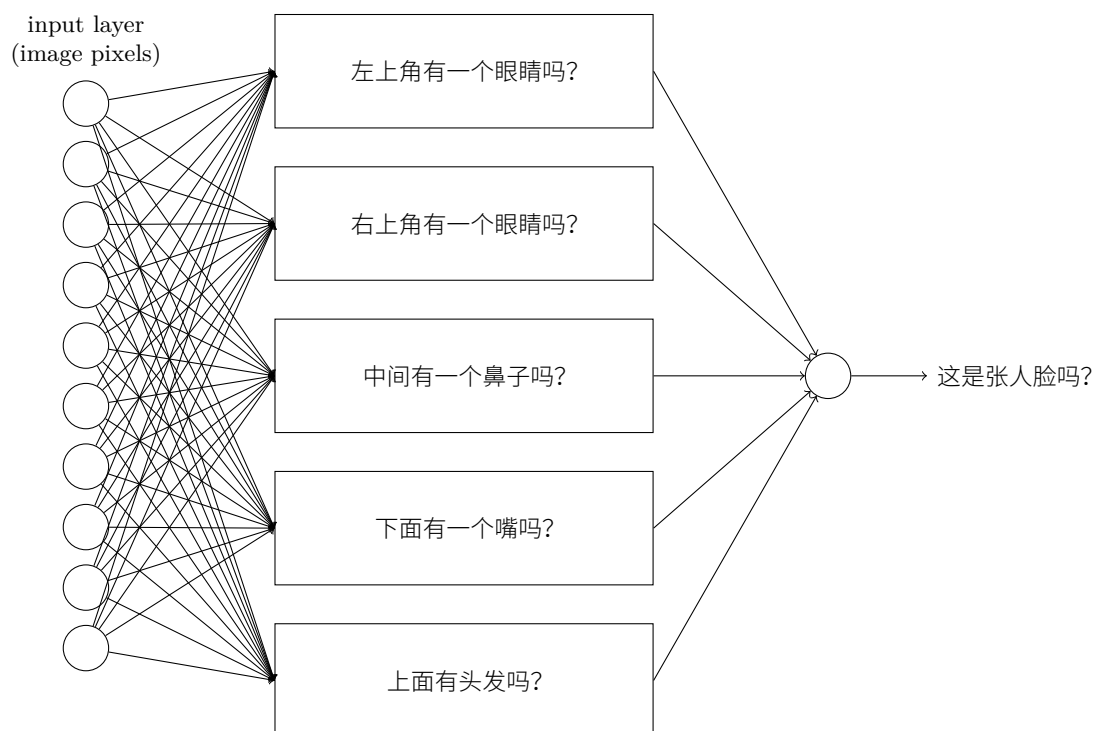 input layer
(image pixels)
左上角有一个眼睛吗？
右上角有一个眼睛吗？
中间有一个鼻子吗？
下面有一个嘴吗？
上面有头发吗？
这是张人脸吗？